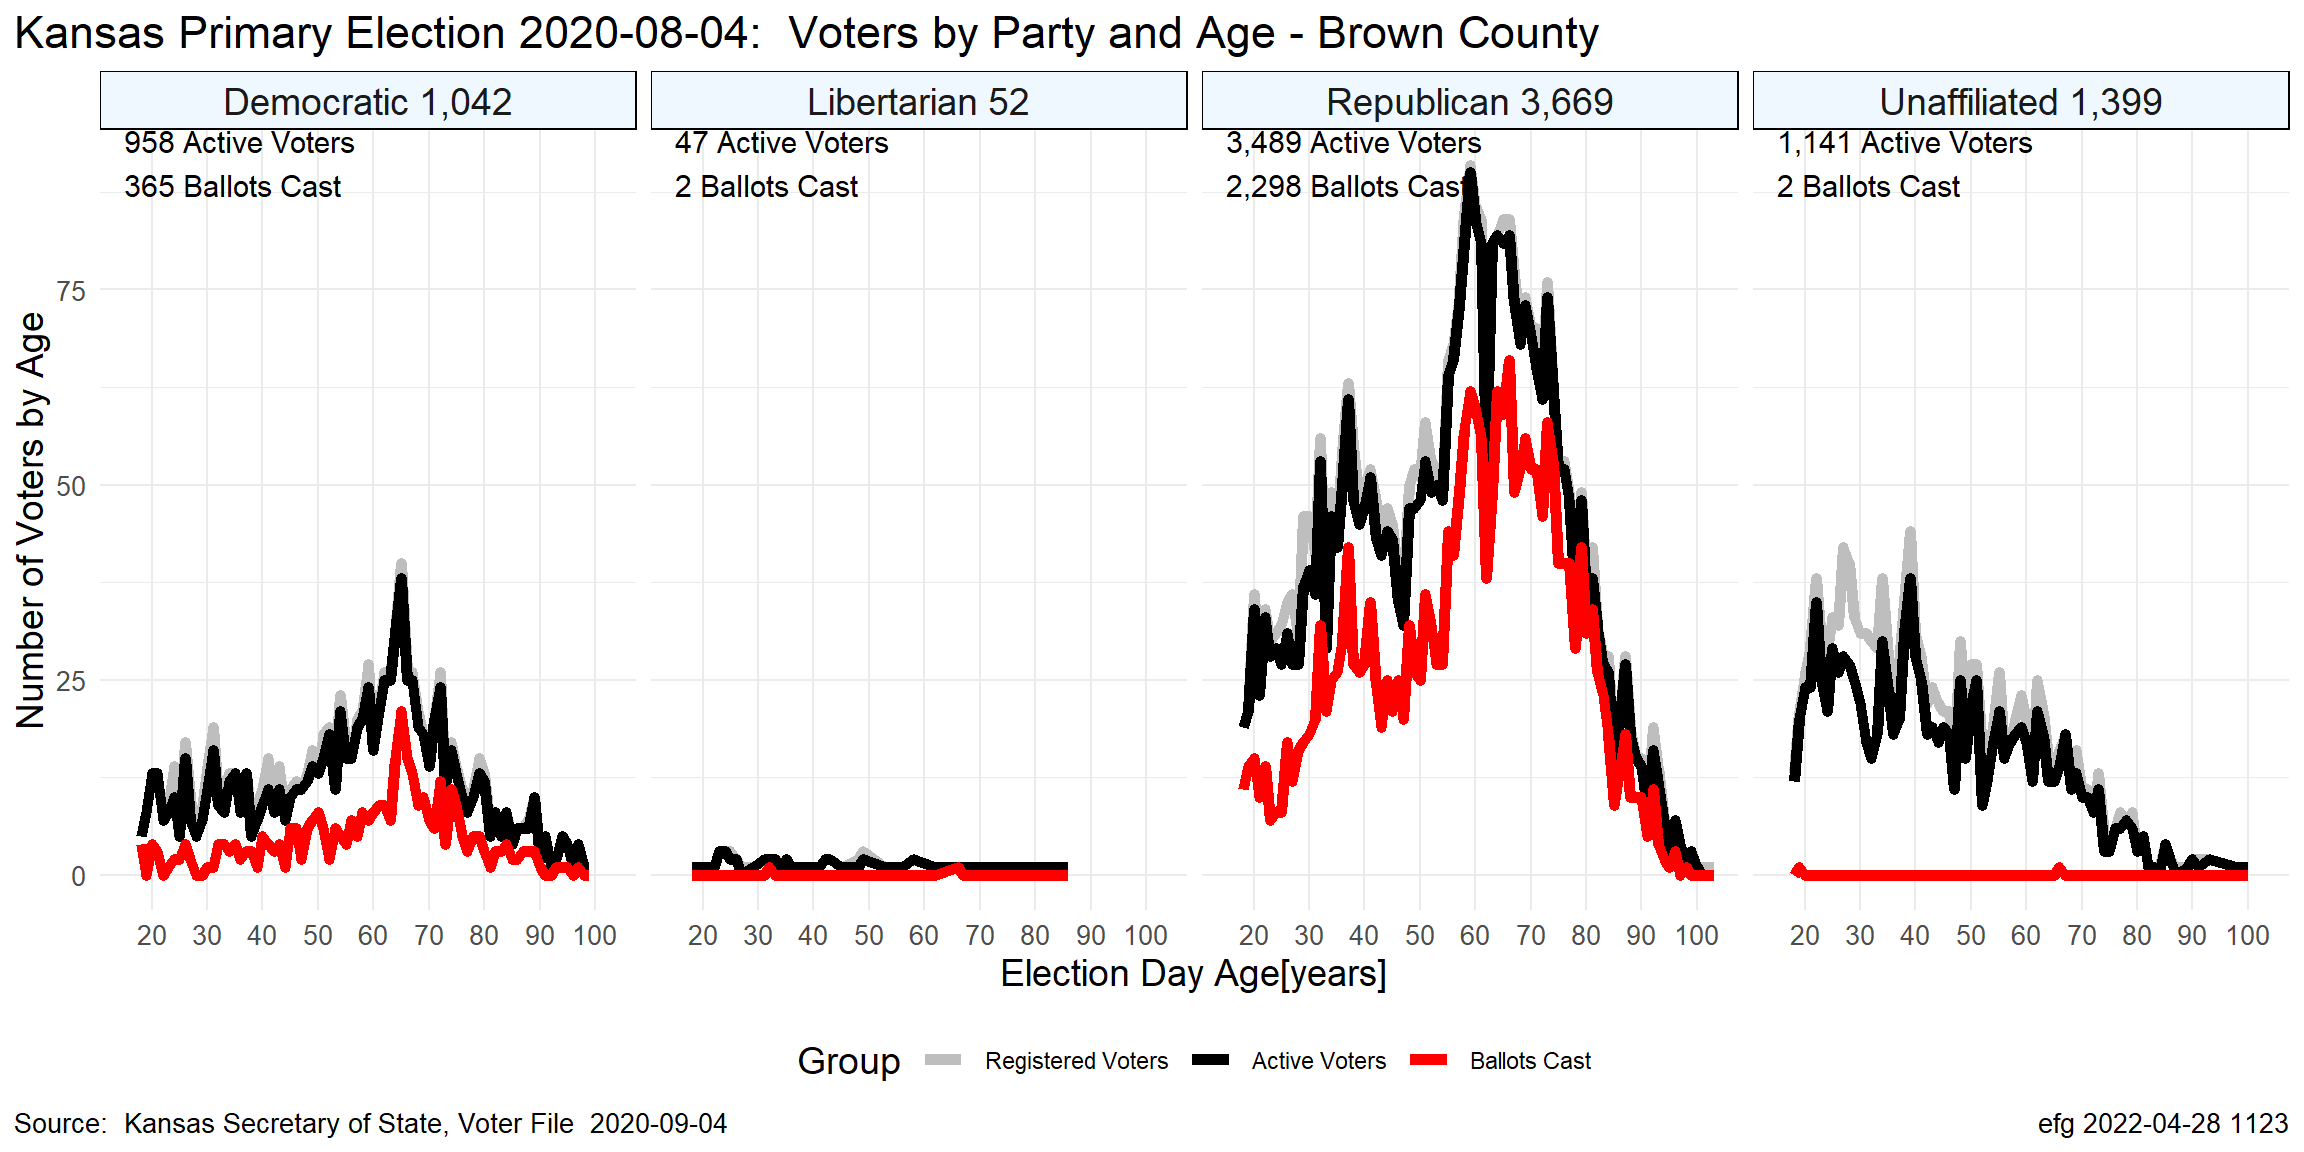 Kansas Primary Election 2020-08-04:  Voters by Party and Age - Brown County
Democratic 1,042
Libertarian 52
Republican 3,669
Unaffiliated 1,399
958 Active Voters
365 Ballots Cast
47 Active Voters
2 Ballots Cast
3,489 Active Voters
2,298 Ballots Cast
1,141 Active Voters
2 Ballots Cast
Number of Voters by Age
75
50
25
0
20 30 40 50 60 70 80 90 100
20 30 40 50 60 70 80 90 100
20 30 40 50 60 70 80 90 100
20 30 40 50 60 70 80 90 100
Election Day Age[years]
Group Registered Voters Active Voters Ballots Cast
Source:  Kansas Secretary of State, Voter File  2020-09-04
efg 2022-04-28 1123